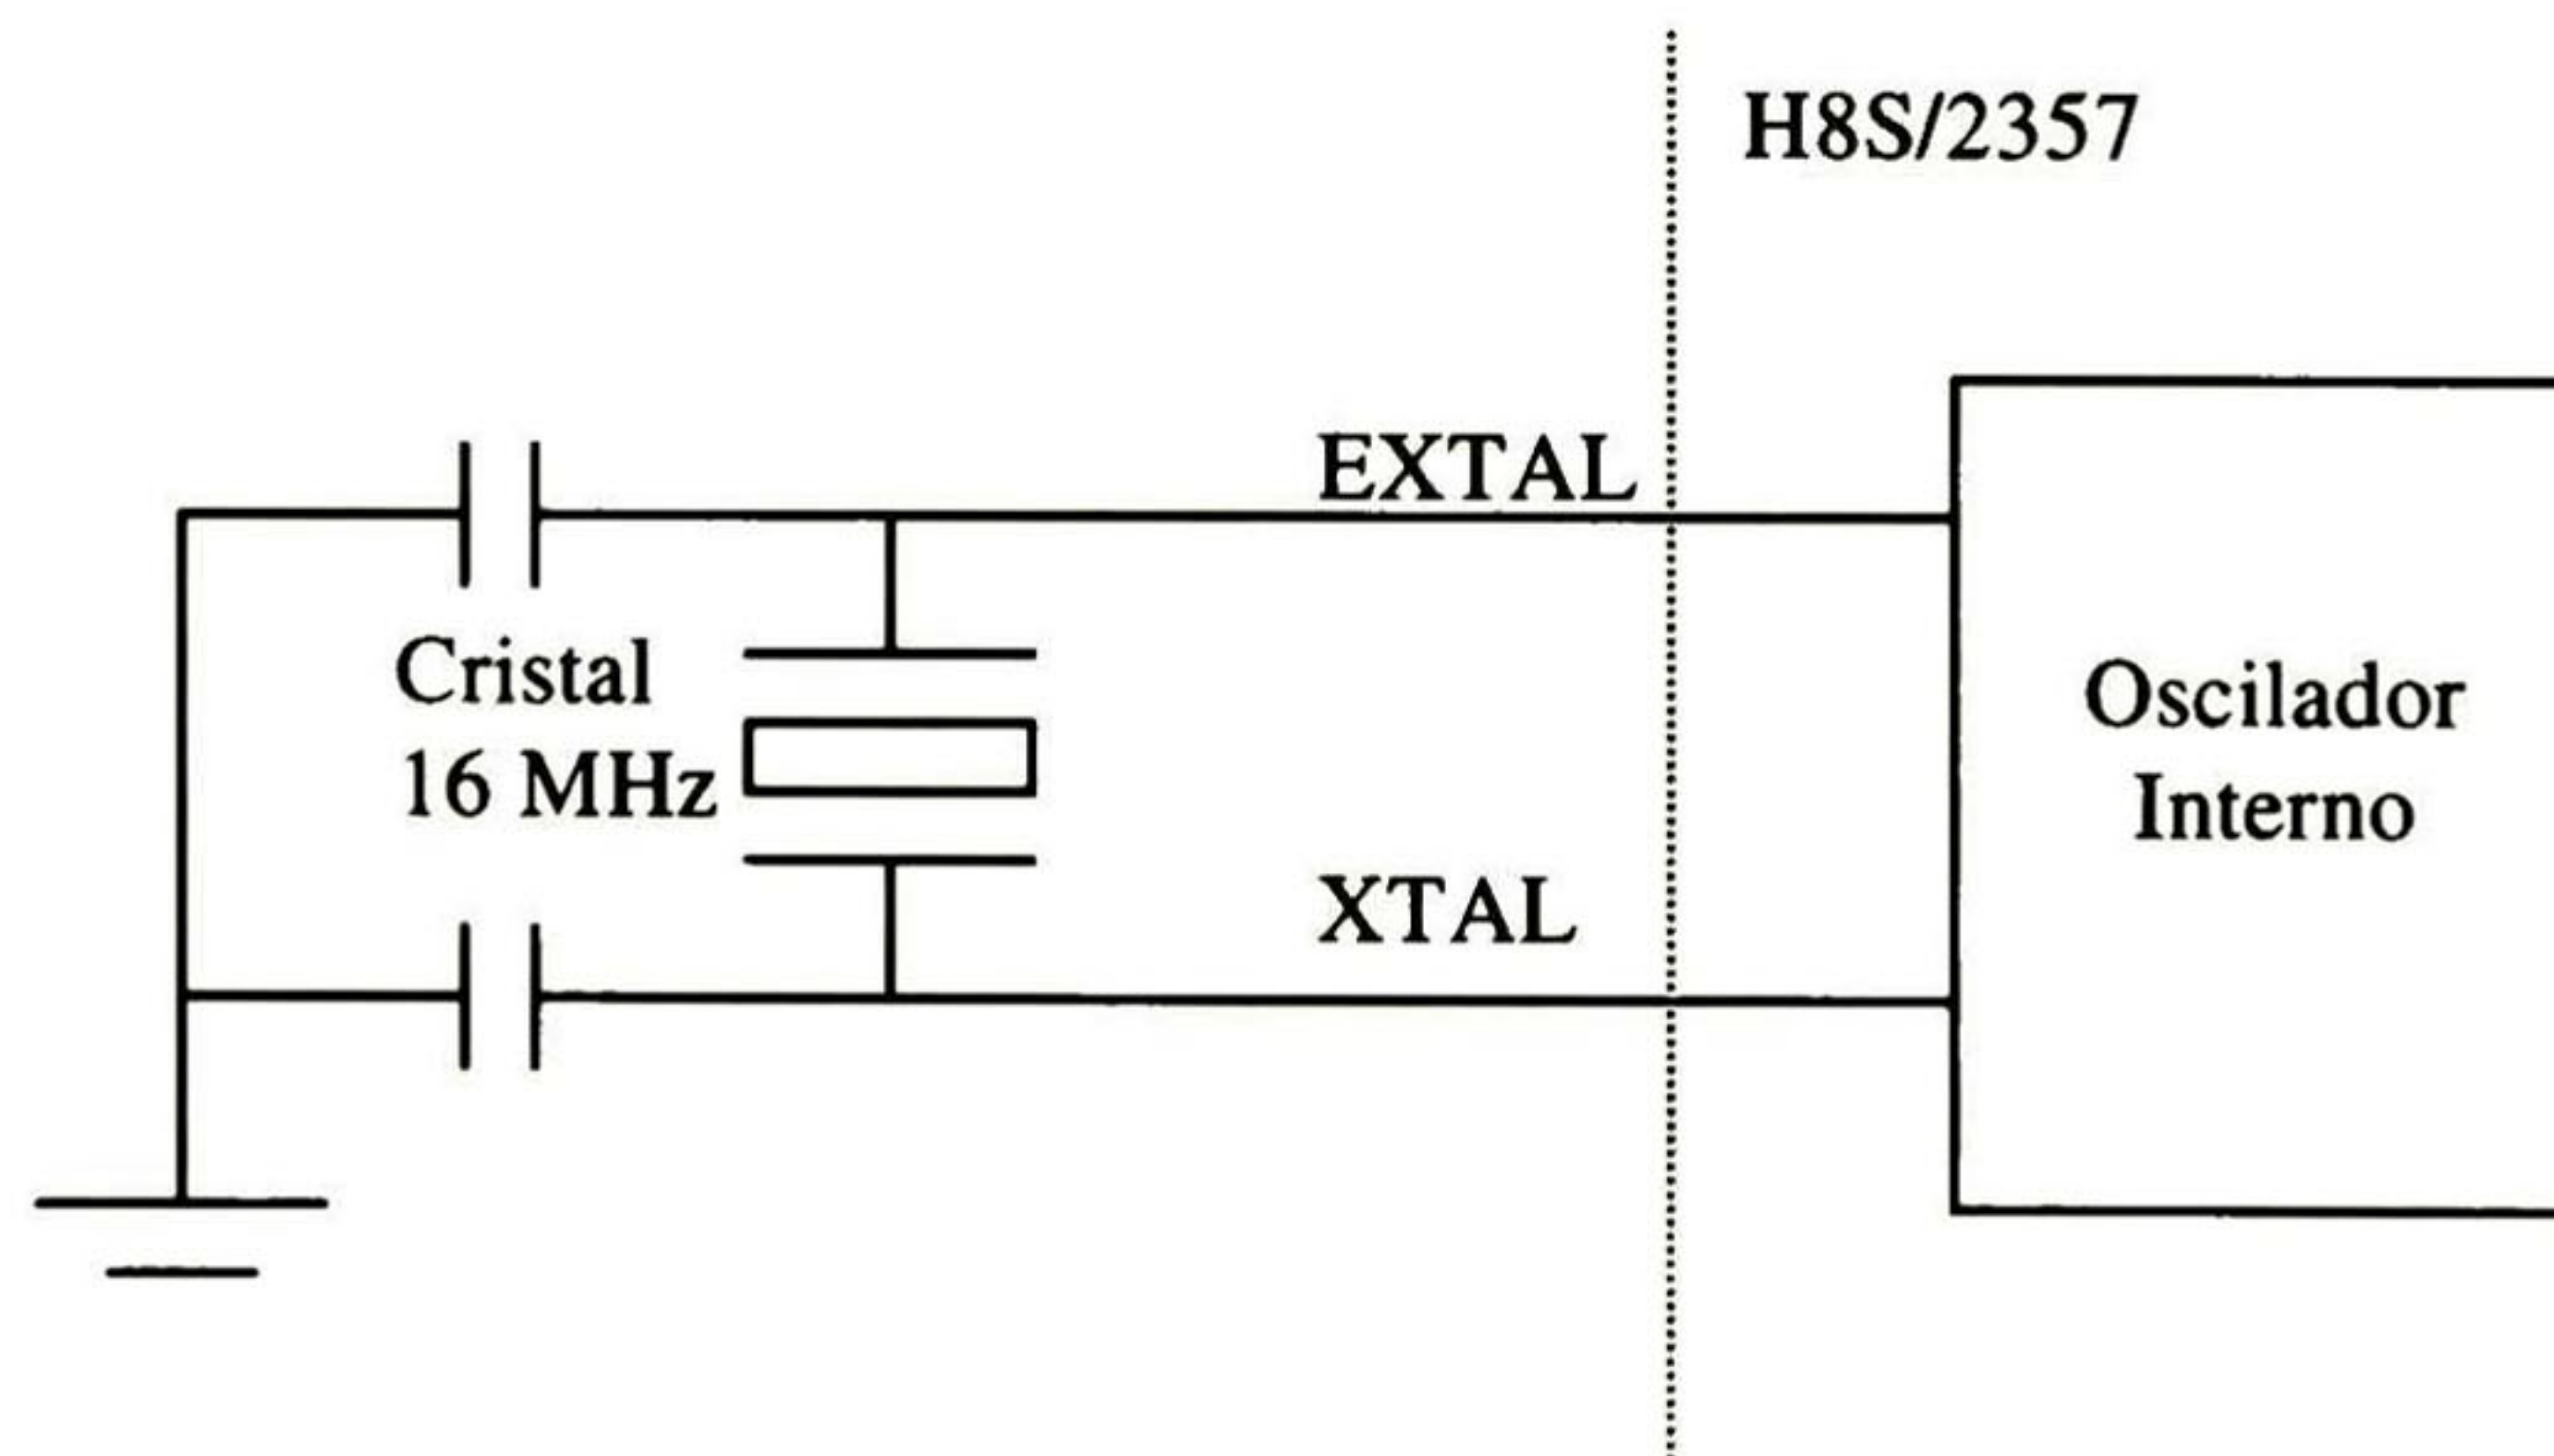 H8S/2357
EXTAL
Cristal
16 MHz
Oscilador
Interno
XTAL